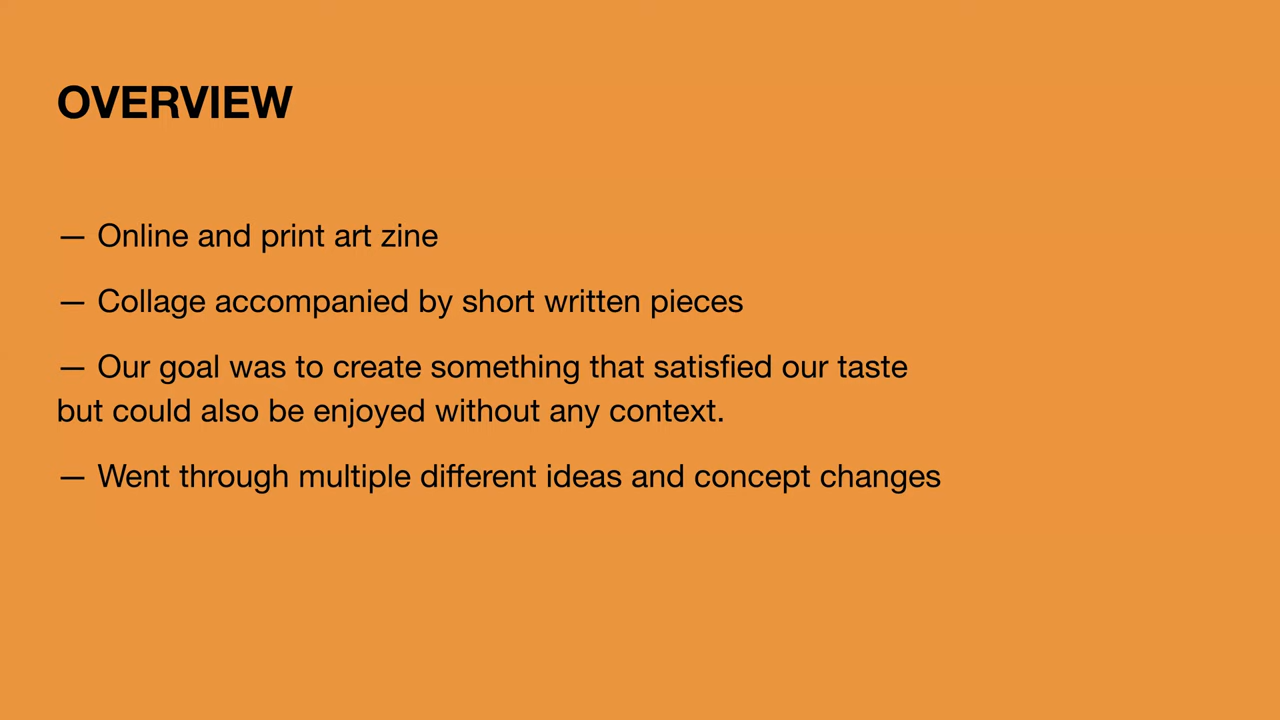 OVERVIEW
— Online and print art zine
— Collage accompanied by short written pieces
— Our goal was to create something that satisfied our taste
but could also be enjoyed without any context.
— Went through multiple different ideas and concept changes